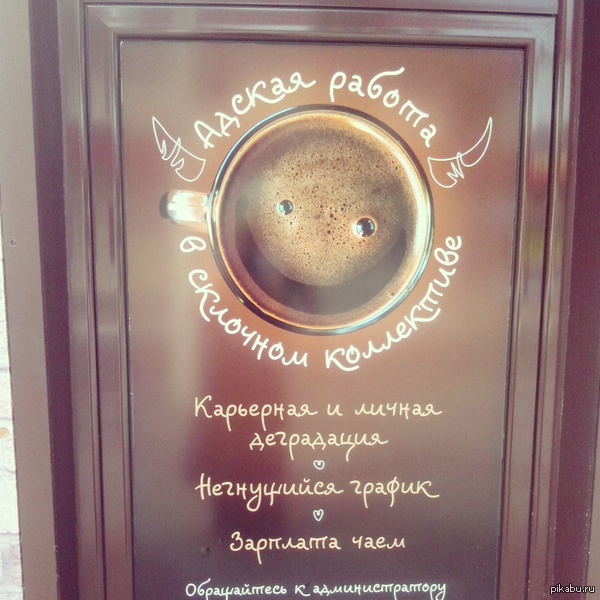 Адская работа
в склочном коллективе
Карьерная и личная
деградация
Негнущийся график
Зарплата чаем
Обращайтесь к администратору
pikabu.ru